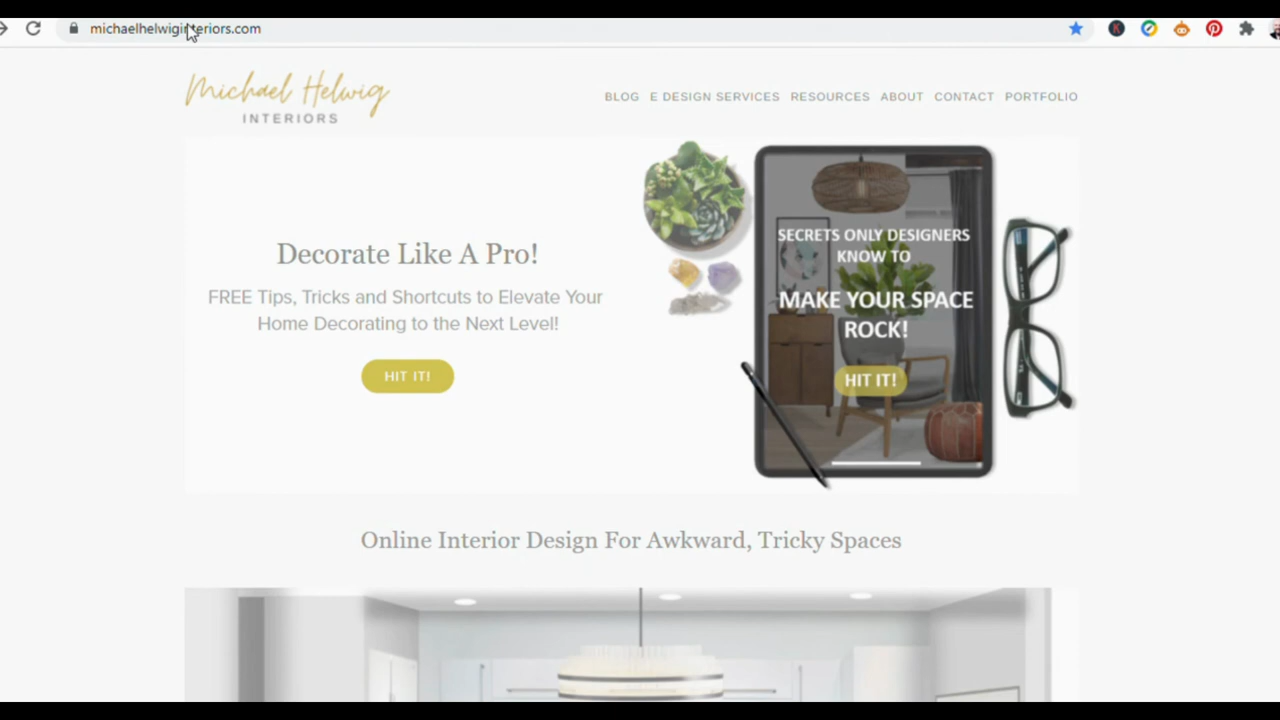 michaelhelwiginteriors.com
Michael Helwig
INTERIORS
BLOG E DESIGN SERVICES RESOURCES ABOUT CONTACT PORTFOLIO
Decorate Like A Pro!
FREE Tips, Tricks and Shortcuts to Elevate Your
Home Decorating to the Next Level!
HIT IT!
SECRETS ONLY DESIGNERS
KNOW TO
MAKE YOUR SPACE
ROCK!
HIT IT!
Online Interior Design For Awkward, Tricky Spaces